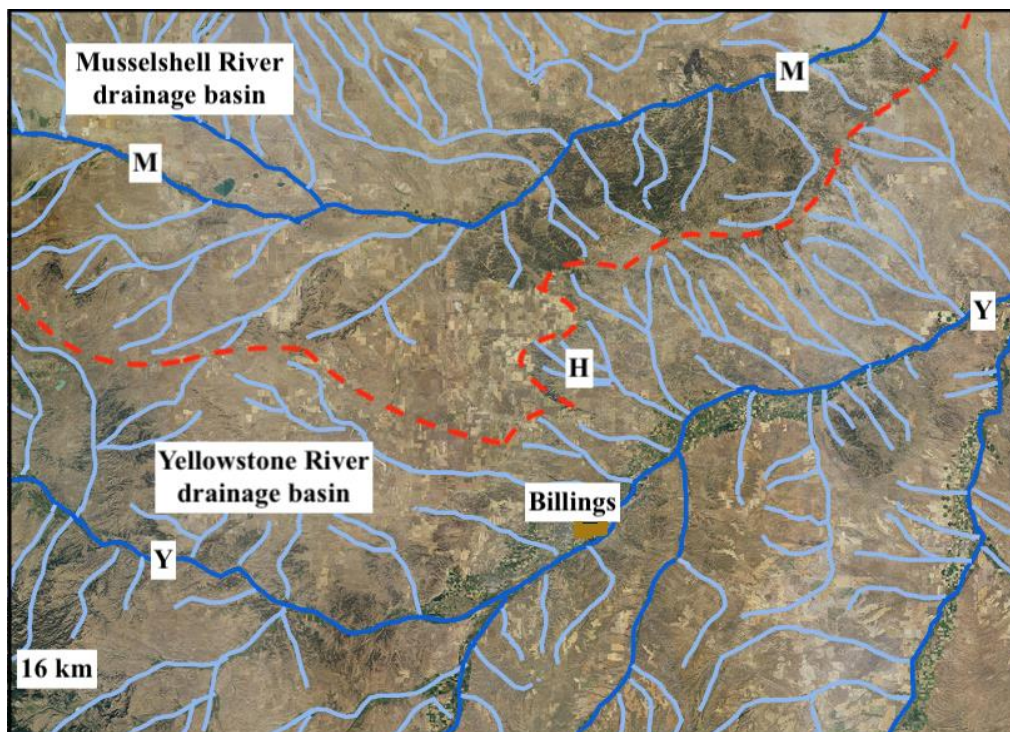 Musselshell River
drainage basin
M
M
Y
H
Yellowstone River
drainage basin
Billings
Y
16 km